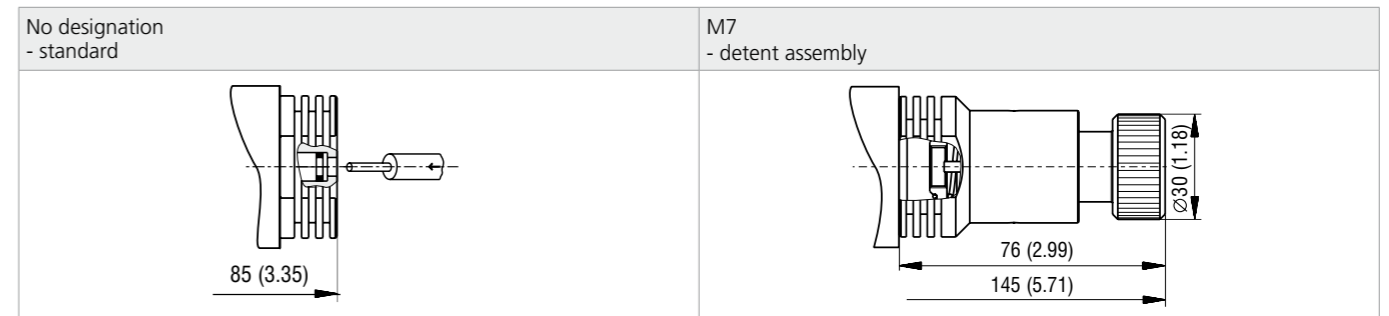 No designation
- standard
M7
- detent assembly
85 (3.35)
Ø30 (1.18)
76 (2.99)
145 (5.71)